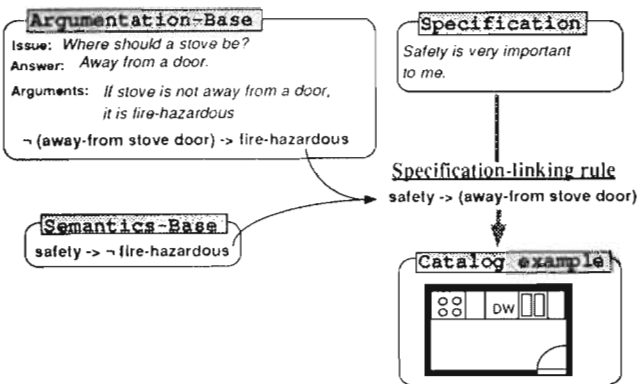 Argumentation-Base
Issue: Where should a stove be?
Answer: Away from a door.
Arguments: If stove is not away from a door,
it is fire-hazardous
¬ (away-from stove door) -> fire-hazardous
Semantics-Base
safety -> ¬ fire-hazardous
Specification
Safety is very important
to me.
Specification-linking rule
safety -> (away-from stove door)
Catalog example
DW